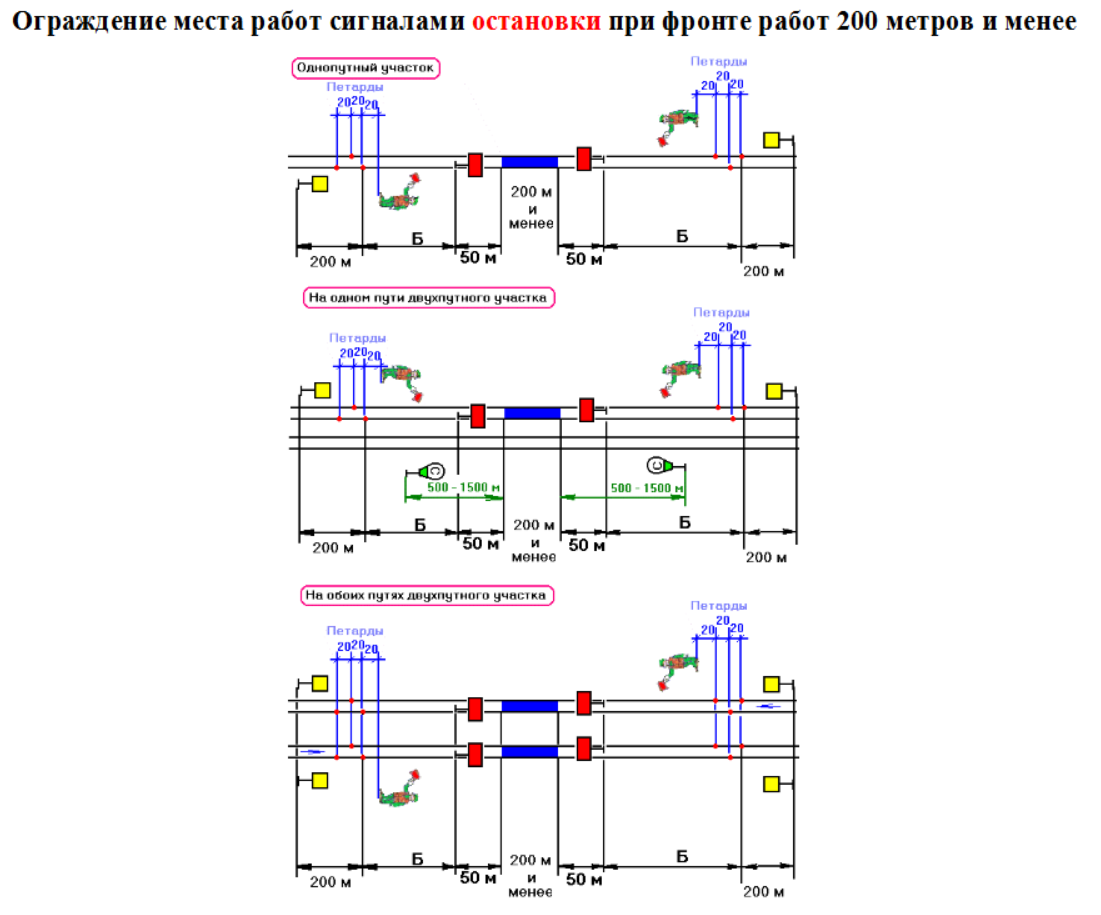 Ограждение места работ сигналами остановки при фронте работ 200 метров и менее
Однопутный участок
Петарды
20 20 20
Петарды
20 20 20
200 м
и
менее
Б
Б
200 м
50 м
50 м
200 м
На одном пути двухпутного участка
Петарды
20 20 20
Петарды
20 20 20
С
С
500 - 1500 м
500 - 1500 м
Б
200 м
и
менее
Б
200 м
50 м
50 м
200 м
На обоих путях двухпутного участка
Петарды
20 20 20
Петарды
20 20 20
Б
200 м
и
менее
Б
200 м
50 м
50 м
200 м